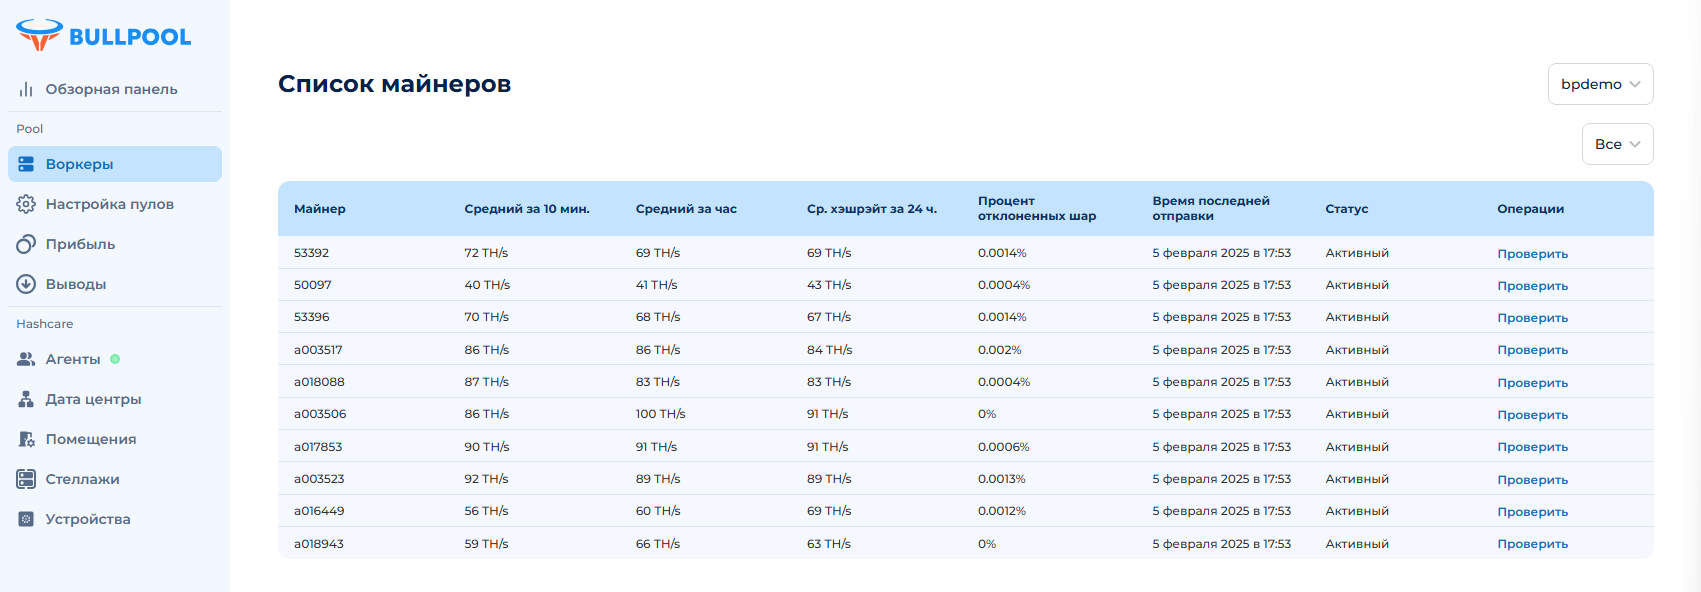 BULLPOOL
Обзорная панель
Pool
Воркеры
Настройка пулов
Прибыль
Выводы
Hashcare
Агенты
Дата центры
Помещения
Стеллажи
Устройства
Список майнеров
bpdemo
Все
Майнер Средний за 10 мин. Средний за час Ср. хэшрэйт за 24 ч. Процент отклоненных шар Время последней отправки Статус Операции
53392 72 TH/s 69 TH/s 69 TH/s 0.0014% 5 февраля 2025 в 17:53 Активный Проверить
50097 40 TH/s 41 TH/s 43 TH/s 0.0004% 5 февраля 2025 в 17:53 Активный Проверить
53396 70 TH/s 68 TH/s 67 TH/s 0.0014% 5 февраля 2025 в 17:53 Активный Проверить
a003517 86 TH/s 86 TH/s 84 TH/s 0.002% 5 февраля 2025 в 17:53 Активный Проверить
a018088 87 TH/s 83 TH/s 83 TH/s 0.0004% 5 февраля 2025 в 17:53 Активный Проверить
a003506 86 TH/s 100 TH/s 91 TH/s 0% 5 февраля 2025 в 17:53 Активный Проверить
a017853 90 TH/s 91 TH/s 91 TH/s 0.0006% 5 февраля 2025 в 17:53 Активный Проверить
a003523 92 TH/s 89 TH/s 89 TH/s 0.0013% 5 февраля 2025 в 17:53 Активный Проверить
a016449 56 TH/s 60 TH/s 69 TH/s 0.0012% 5 февраля 2025 в 17:53 Активный Проверить
a018943 59 TH/s 66 TH/s 63 TH/s 0% 5 февраля 2025 в 17:53 Активный Проверить